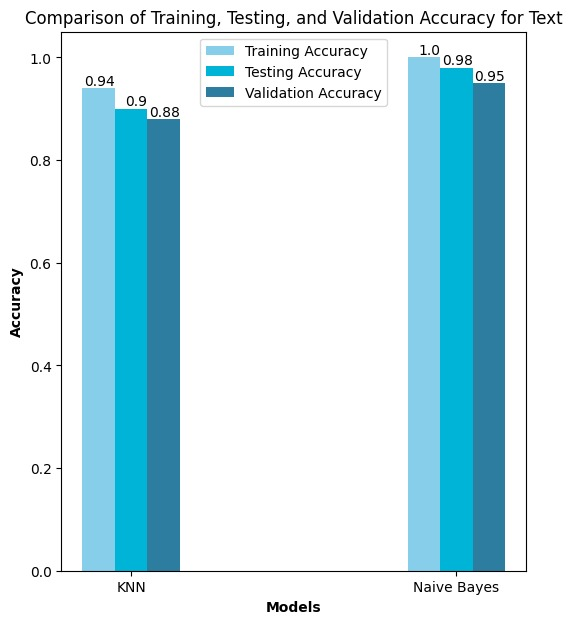 Comparison of Training, Testing, and Validation Accuracy for Text
Training Accuracy
Testing Accuracy
Validation Accuracy
0.94
0.9
0.88
1.0
0.98
0.95
Accuracy
1.0
0.8
0.6
0.4
0.2
0.0
KNN
Naive Bayes
Models